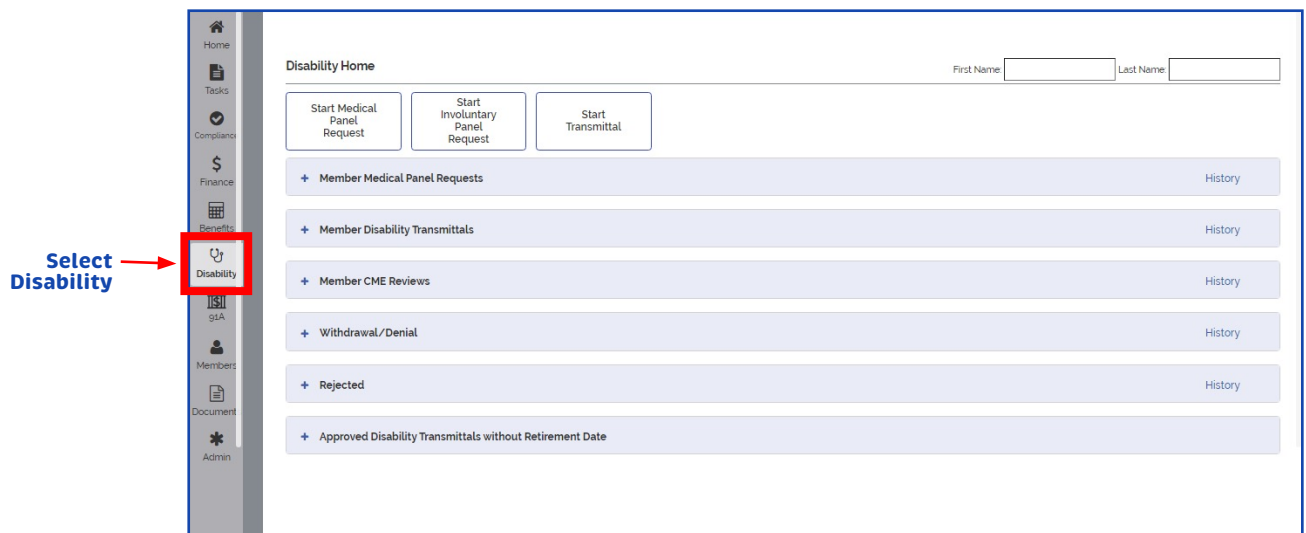 Home
Tasks
Compliance
Finance
Benefits
Disability
91A
Members
Document
Admin
Select
Disability
Disability Home
First Name:
Last Name:
Start Medical
Panel
Request
Start
Involuntary
Panel
Request
Start
Transmittal
+ Member Medical Panel Requests History
+ Member Disability Transmittals History
+ Member CME Reviews History
+ Withdrawal/Denial History
+ Rejected History
+ Approved Disability Transmittals without Retirement Date